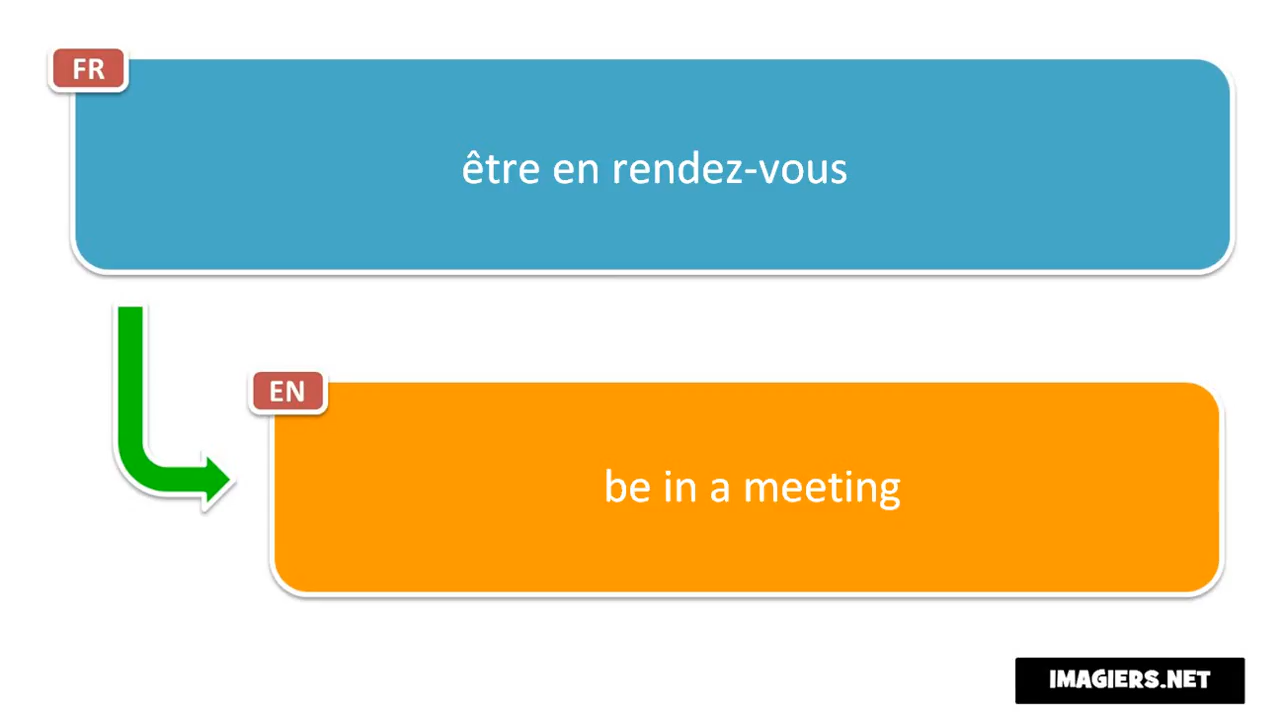 FR
être en rendez-vous
EN
be in a meeting
IMAGIERS.NET